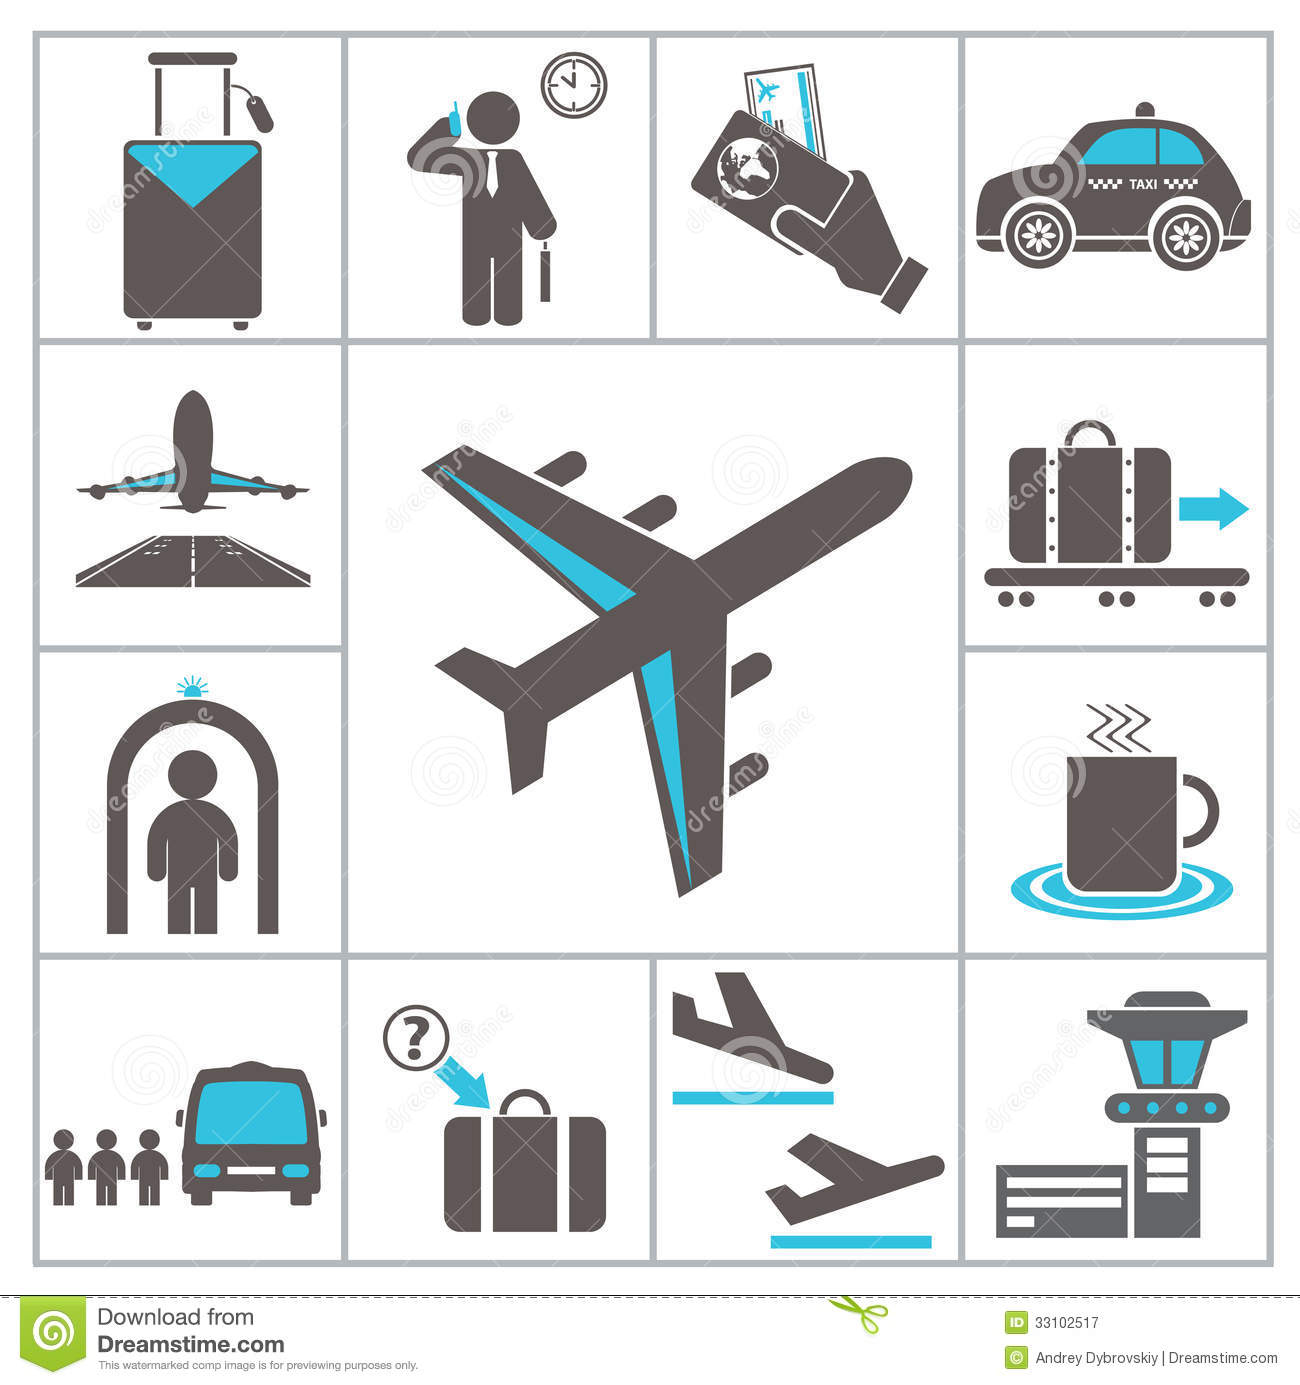 TAXI
?
Download from
Dreamstime.com
This watermarked comp image is for previewing purposes only.
ID 33102517
© Andrey Dybrovskiy | Dreamstime.com